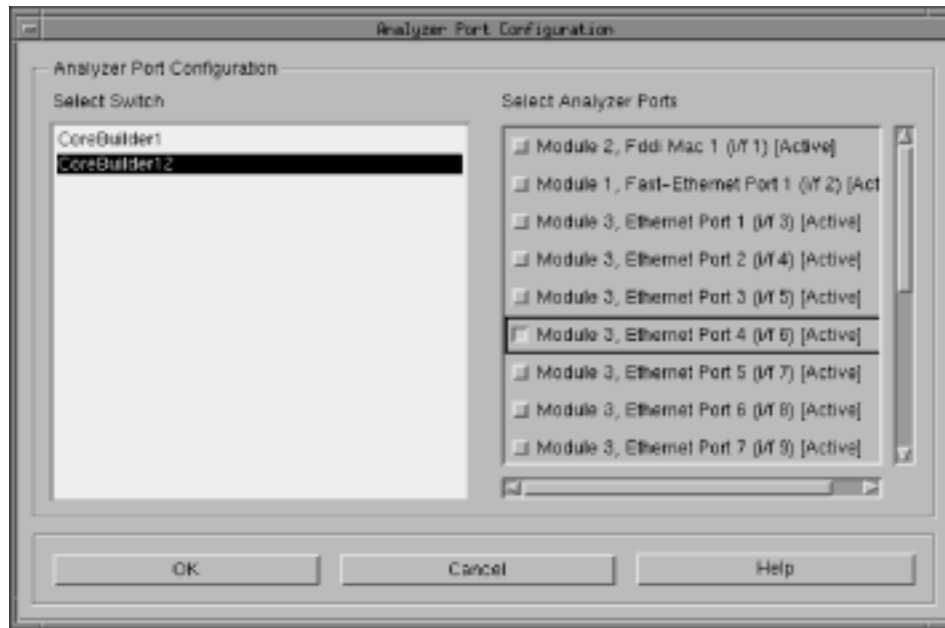 Analyzer Port Configuration
Analyzer Port Configuration
Select Switch
Select Analyzer Ports
CoreBuilder1
CoreBuilder12
Module 2, Fddi Mac 1 (i/f 1) [Active]
Module 1, Fast-Ethernet Port 1 (i/f 2) [Act
Module 3, Ethernet Port 1 (i/f 3) [Active]
Module 3, Ethernet Port 2 (i/f 4) [Active]
Module 3, Ethernet Port 3 (i/f 5) [Active]
Module 3, Ethernet Port 4 (i/f 6) [Active]
Module 3, Ethernet Port 5 (i/f 7) [Active]
Module 3, Ethernet Port 6 (i/f 8) [Active]
Module 3, Ethernet Port 7 (i/f 9) [Active]
OK
Cancel
Help